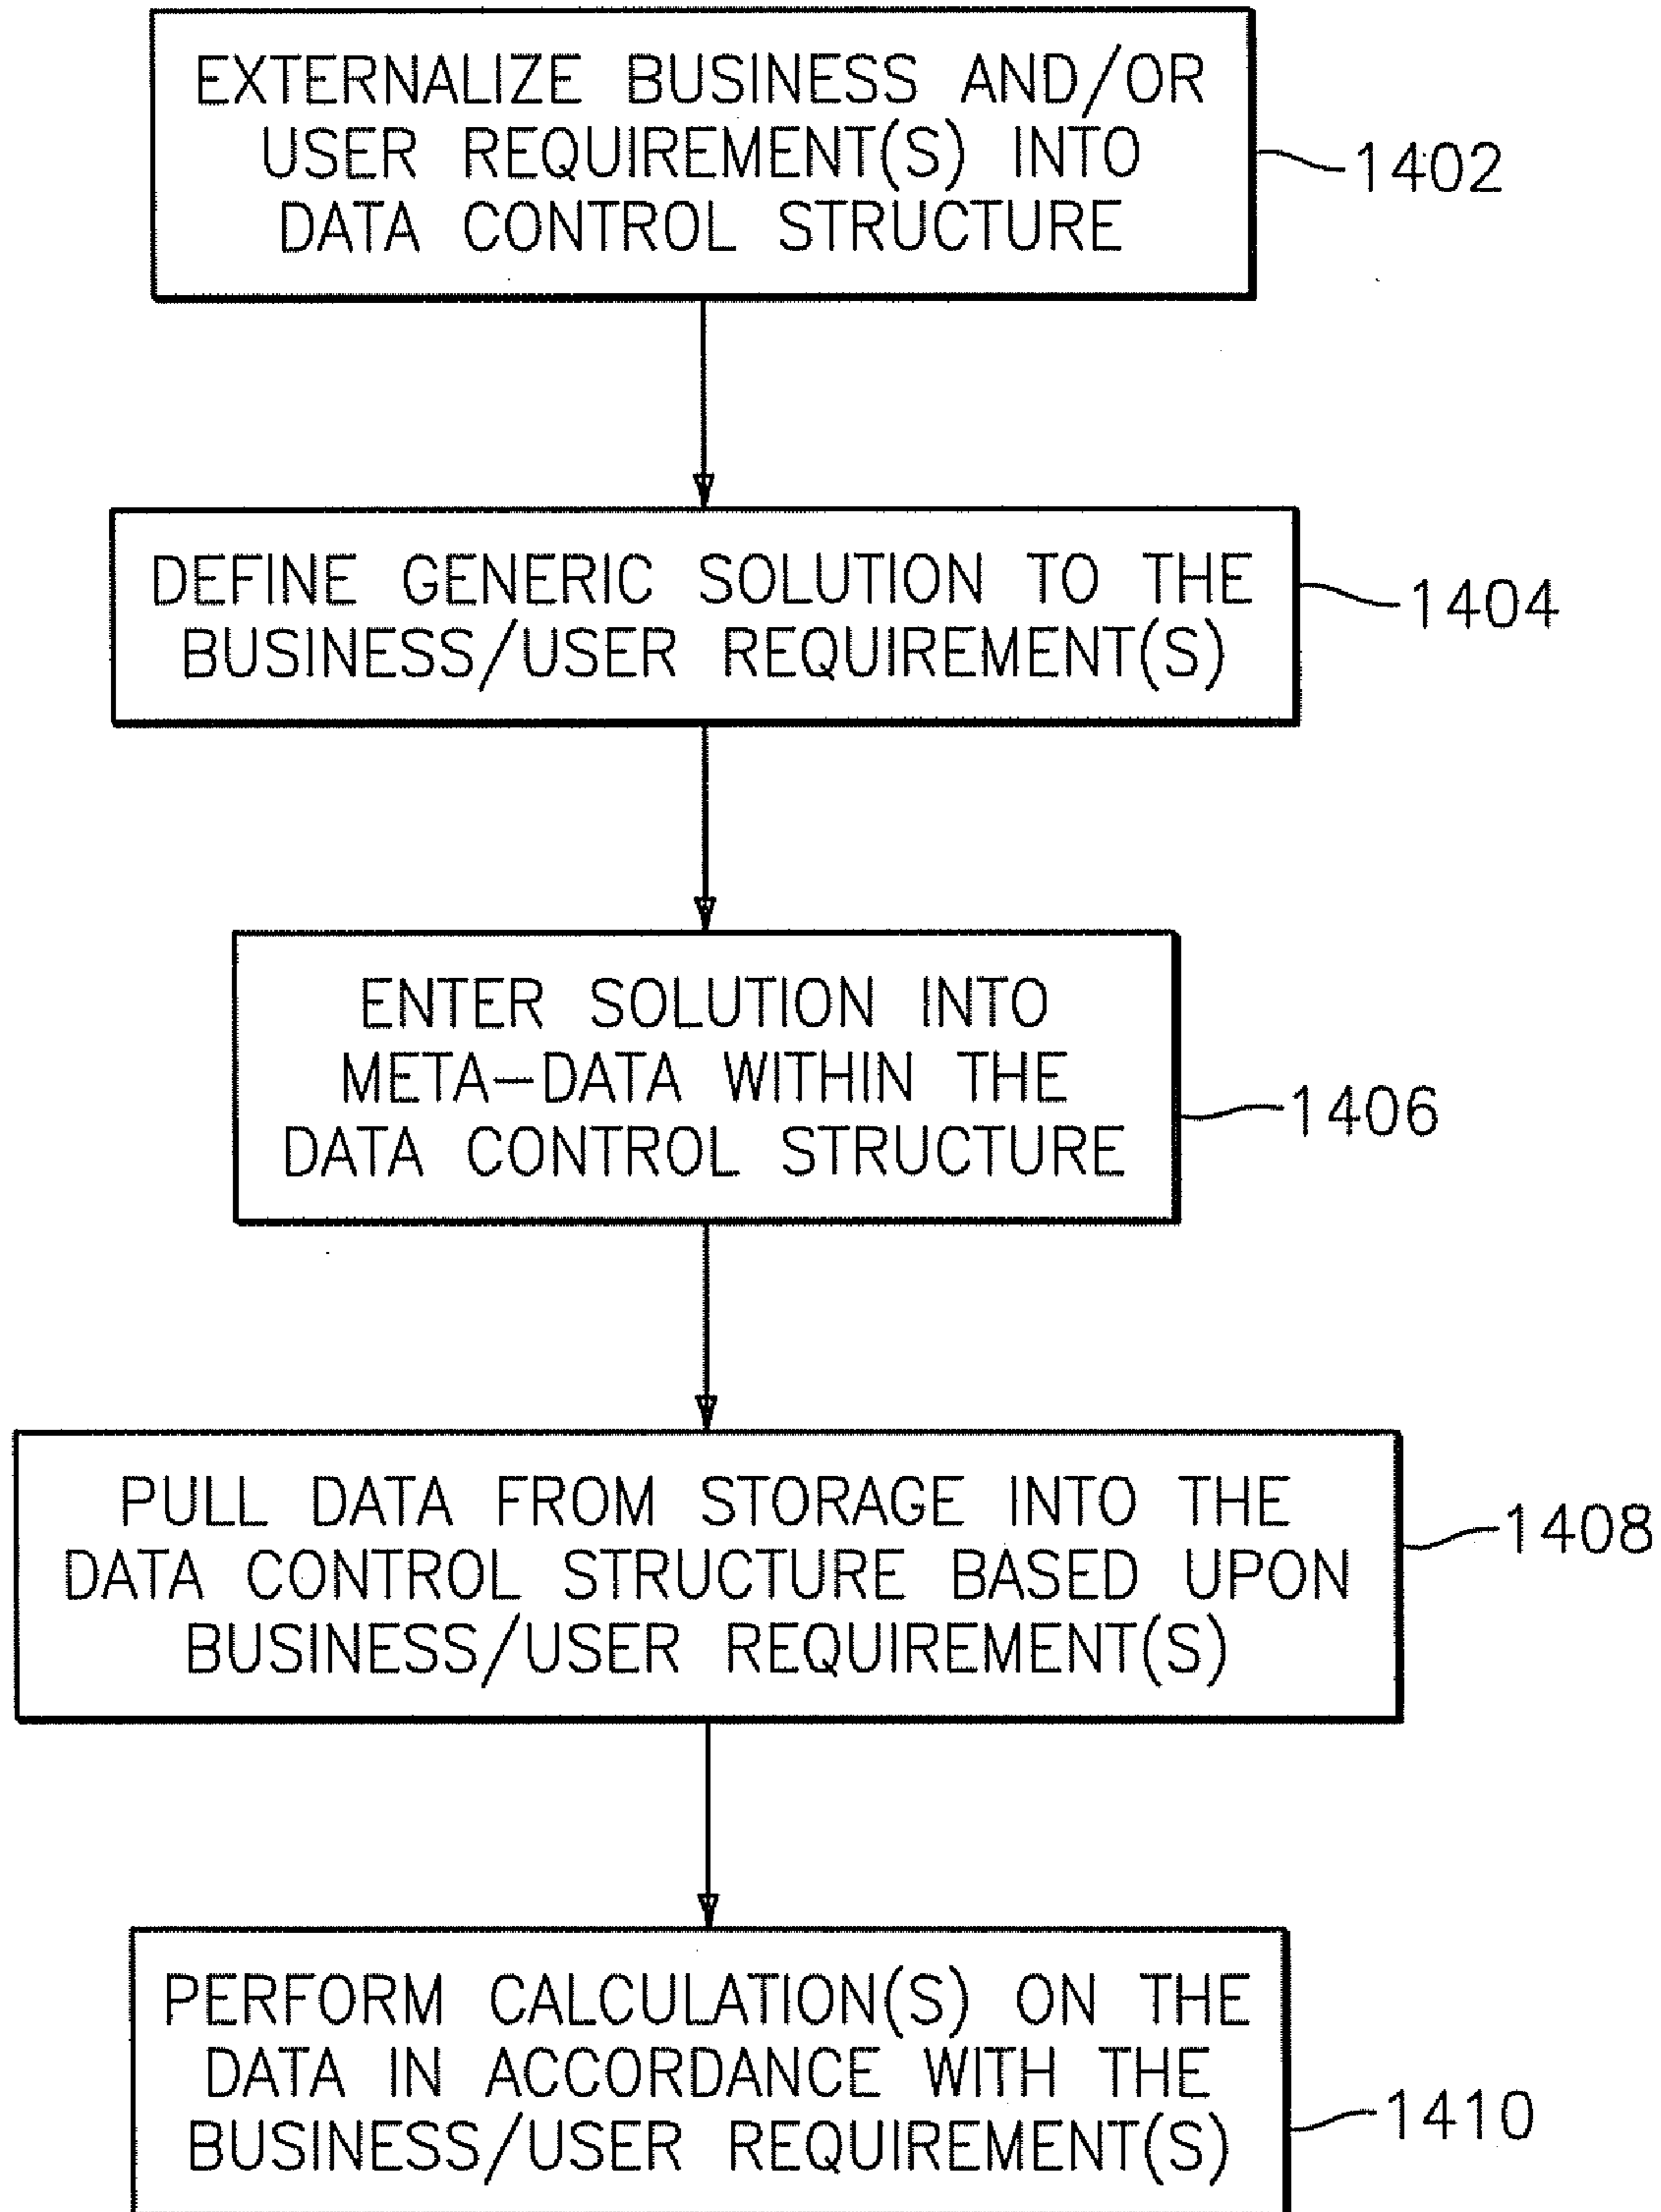 EXTERNALIZE BUSINESS AND/OR
USER REQUIREMENT(S) INTO
DATA CONTROL STRUCTURE
1402
DEFINE GENERIC SOLUTION TO THE
BUSINESS/USER REQUIREMENT(S)
1404
ENTER SOLUTION INTO
META-DATA WITHIN THE
DATA CONTROL STRUCTURE
1406
PULL DATA FROM STORAGE INTO THE
DATA CONTROL STRUCTURE BASED UPON
BUSINESS/USER REQUIREMENT(S)
1408
PERFORM CALCULATION(S) ON THE
DATA IN ACCORDANCE WITH THE
BUSINESS/USER REQUIREMENT(S)
1410